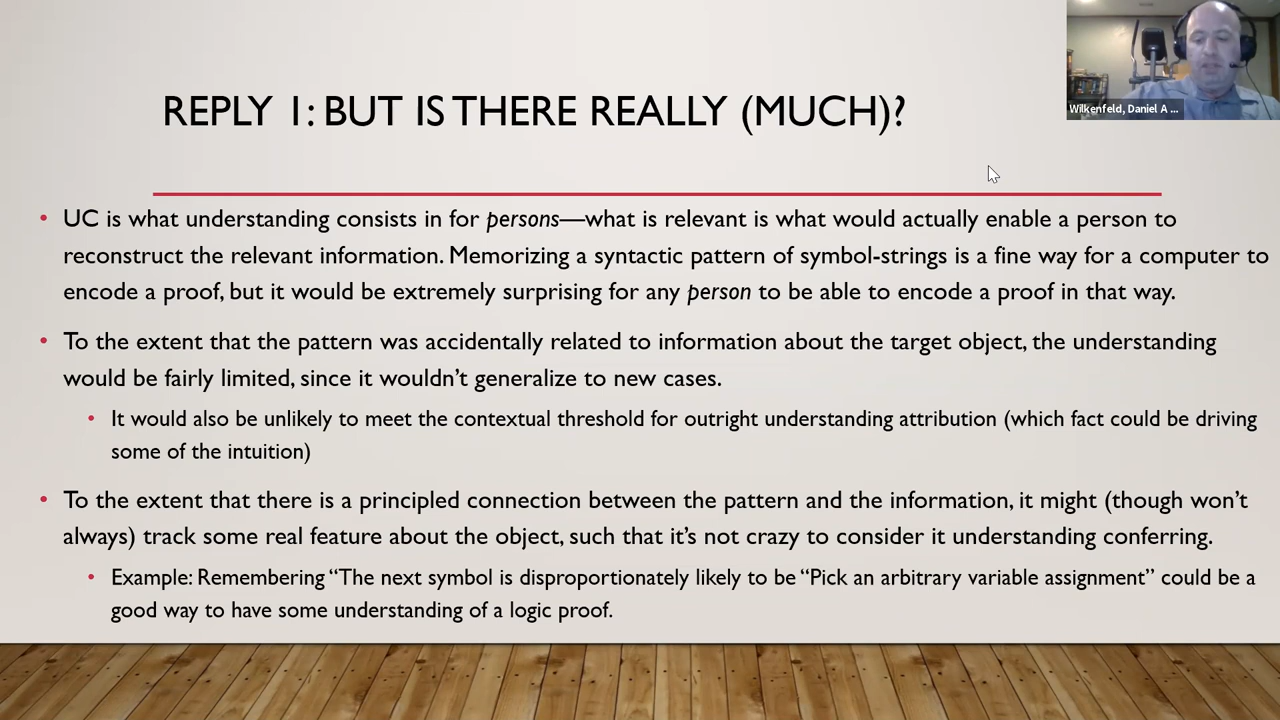 REPLY 1: BUT IS THERE REALLY (MUCH)?
Wilkenfeld, Daniel A ...
• UC is what understanding consists in for persons—what is relevant is what would actually enable a person to
reconstruct the relevant information. Memorizing a syntactic pattern of symbol-strings is a fine way for a computer to
encode a proof, but it would be extremely surprising for any person to be able to encode a proof in that way.
• To the extent that the pattern was accidentally related to information about the target object, the understanding
would be fairly limited, since it wouldn't generalize to new cases.
• It would also be unlikely to meet the contextual threshold for outright understanding attribution (which fact could be driving
some of the intuition)
• To the extent that there is a principled connection between the pattern and the information, it might (though won't
always) track some real feature about the object, such that it's not crazy to consider it understanding conferring.
• Example: Remembering “The next symbol is disproportionately likely to be “Pick an arbitrary variable assignment” could be a
good way to have some understanding of a logic proof.